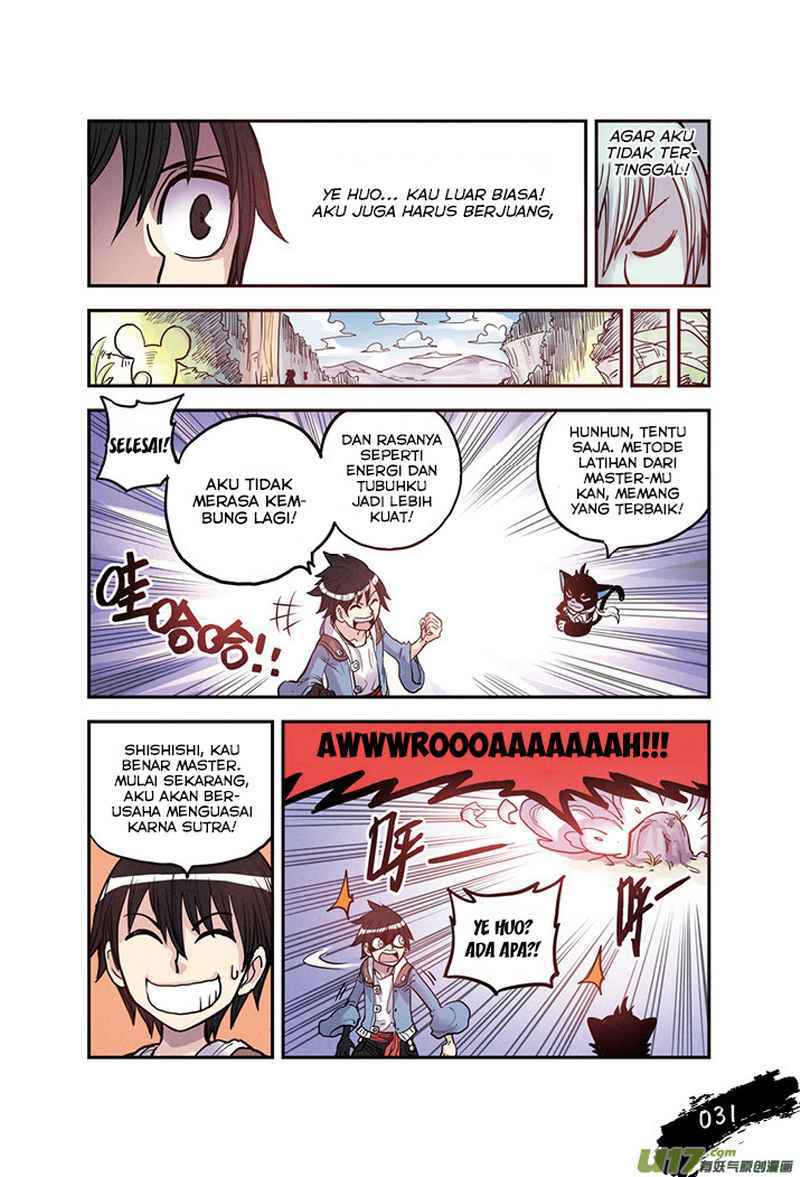 YE HUO... KAU LUAR BIASA!
AKU JUGA HARUS BERJUANG,
AGAR AKU
TIDAK TER-
TINGGAL!
SELESAI!
AKU TIDAK
MERASA KEM-
BUNG LAGI!
DAN RASANYA
SEPERTI
ENERGI DAN
TUBUHKU
JADI LEBIH
KUAT!
HUNHUN, TENTU
SAJA. METODE
LATIHAN DARI
MASTER-MU
KAN, MEMANG
YANG TERBAIK!
哇哈哈!!
SHISHISHI, KAU
BENAR MASTER.
MULAI SEKARANG,
AKU AKAN BER-
USAHA MENGUASAI
KARNA SUTRA!
AWWWROOOAAAAAAAH!!!
呼—
呼—
YE HUO?
ADA APA?!
031
U17.com
有妖气原创漫画